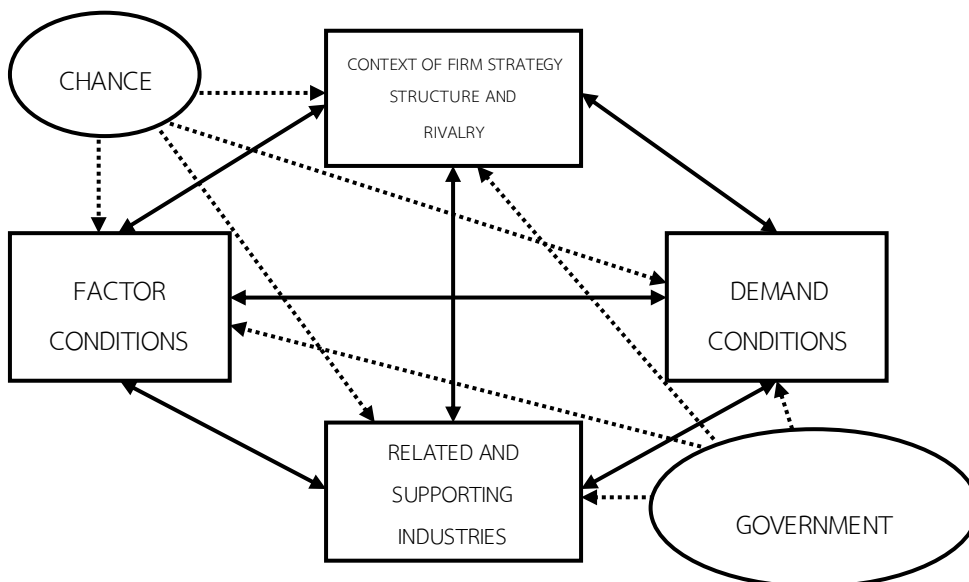 CHANCE
CONTEXT OF FIRM STRATEGY
STRUCTURE AND
RIVALRY
FACTOR
CONDITIONS
DEMAND
CONDITIONS
RELATED AND
SUPPORTING
INDUSTRIES
GOVERNMENT